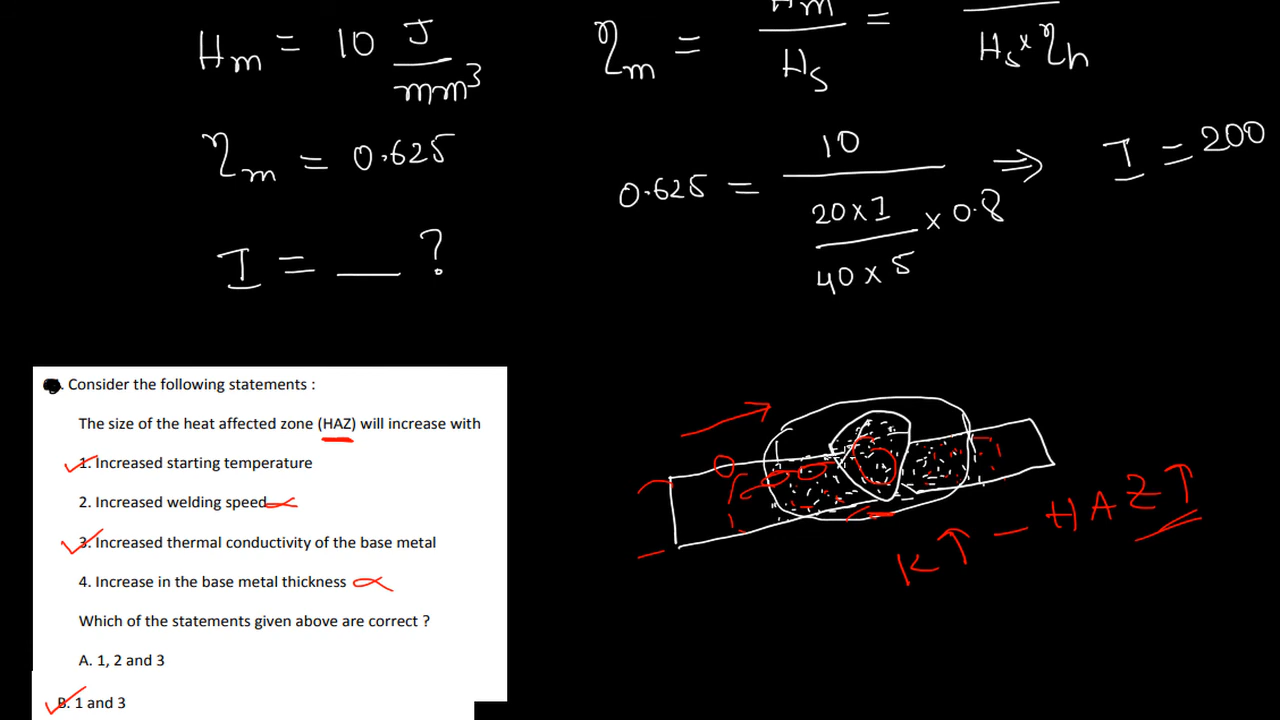 Hm = 10 J/mm³
ηm = Hm/Hs = Hs × ηh
ηm = 0.625
0.625 = 10/((20×I)/(40×5) × 0.8) ⇒ I = 200
I = __ ?
Consider the following statements :
The size of the heat affected zone (HAZ) will increase with
1. Increased starting temperature
2. Increased welding speed
3. Increased thermal conductivity of the base metal
4. Increase in the base metal thickness
Which of the statements given above are correct ?
A. 1, 2 and 3
B. 1 and 3
K↑ – HAZ↑